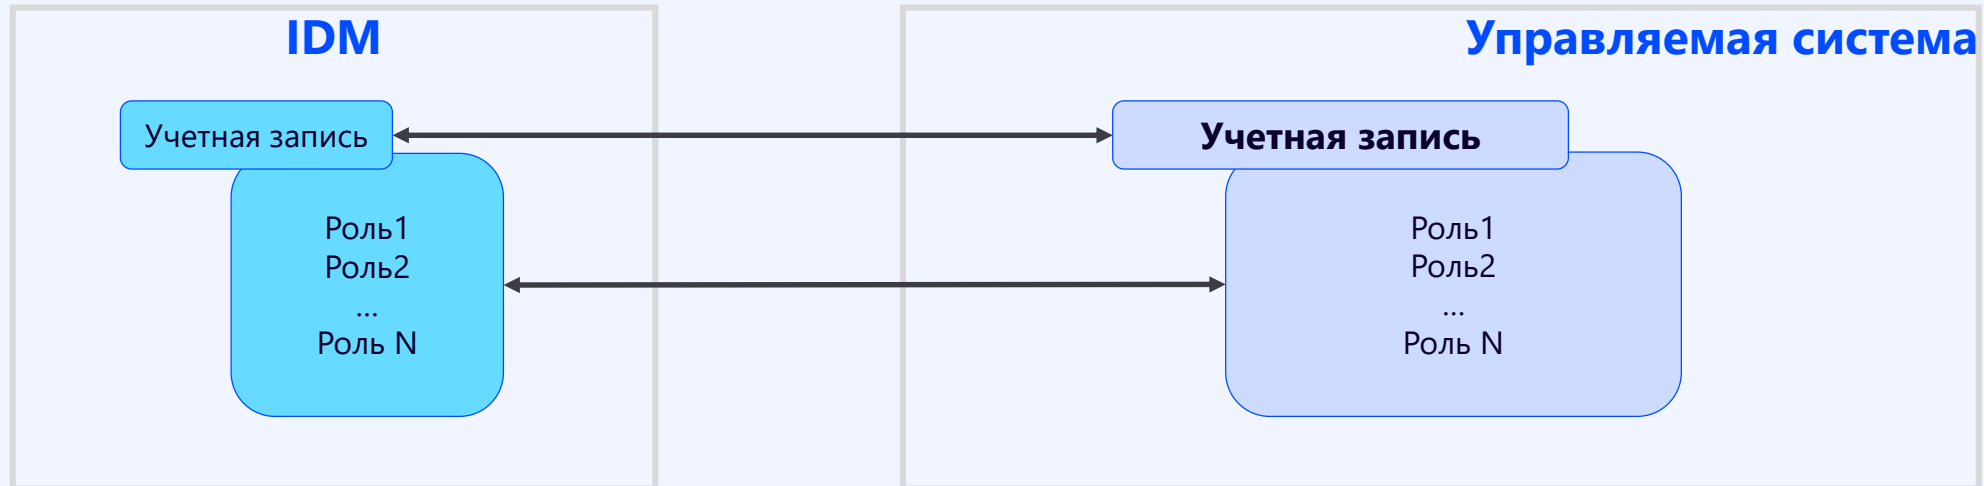 IDM
Учетная запись
Роль1
Роль2
...
Роль N
Управляемая система
Учетная запись
Роль1
Роль2
...
Роль N